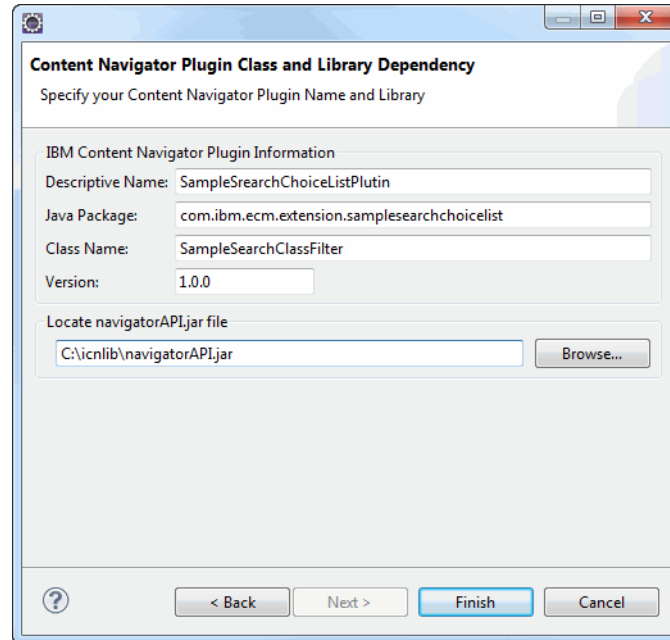 Content Navigator Plugin Class and Library Dependency
Specify your Content Navigator Plugin Name and Library
IBM Content Navigator Plugin Information
Descriptive Name: SampleSrearchChoiceListPlutin
Java Package: com.ibm.ecm.extension.samplesearchchoicelist
Class Name: SampleSearchClassFilter
Version: 1.0.0
Locate navigatorAPI.jar file
C:\icnlib\navigatorAPI.jar Browse...
? < Back Next > Finish Cancel